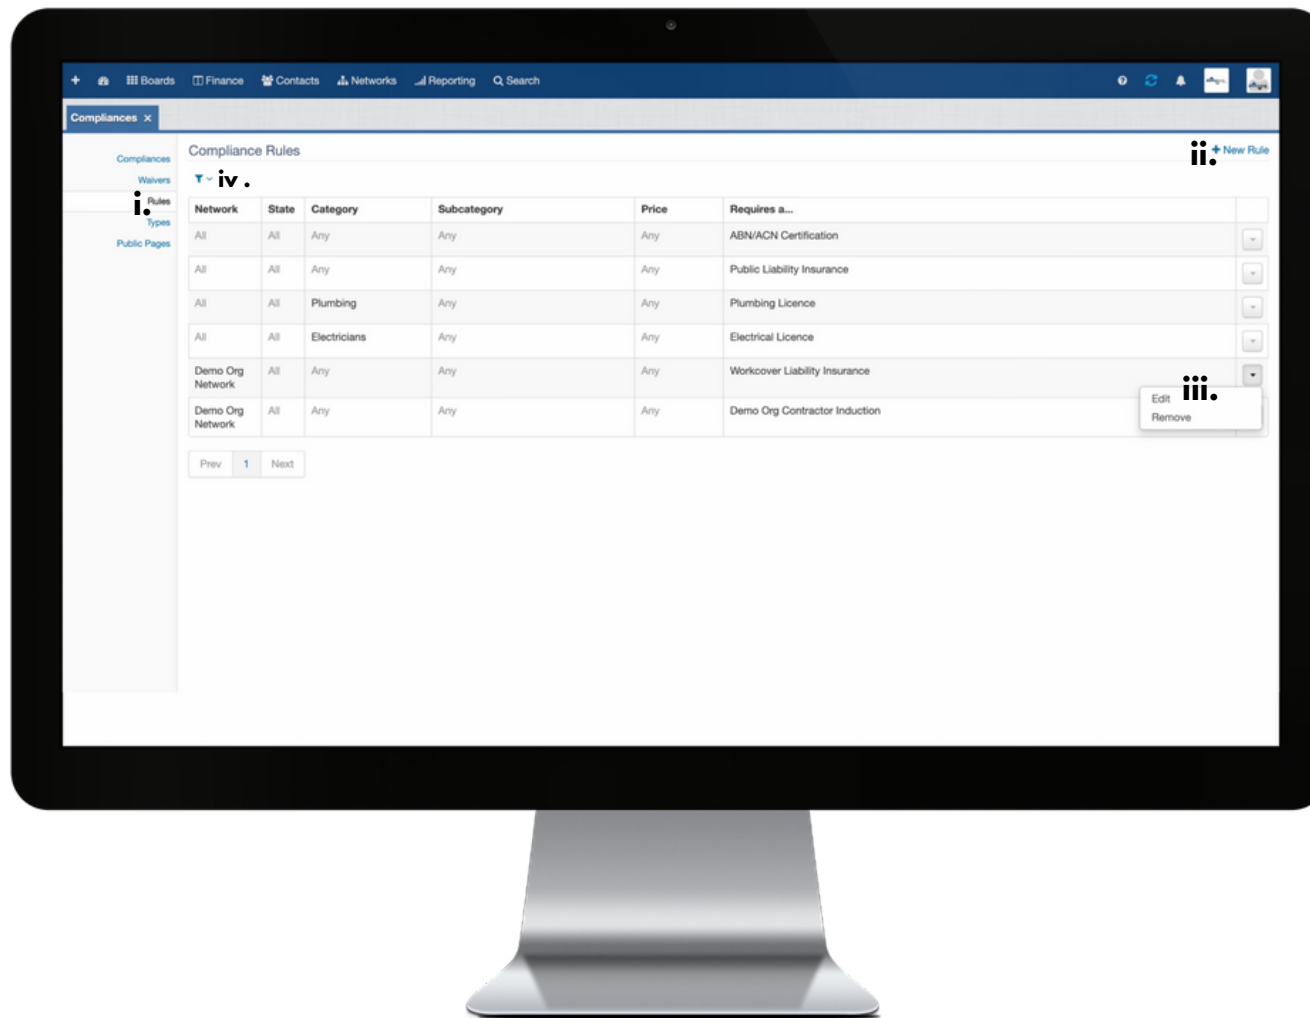 Boards Finance Contacts Networks Reporting Search
Compliances ×
Compliances
Waivers
i. Rules
Types
Public Pages
Compliance Rules
ii. + New Rule
iv .
Network State Category Subcategory Price Requires a...
All All Any Any Any ABN/ACN Certification
All All Any Any Any Public Liability Insurance
All All Plumbing Any Any Plumbing Licence
All All Electricians Any Any Electrical Licence
Demo Org All Any Any Any Workcover Liability Insurance
Network
iii.
Edit
Remove
Demo Org All Any Any Any Demo Org Contractor Induction
Network
Prev 1 Next